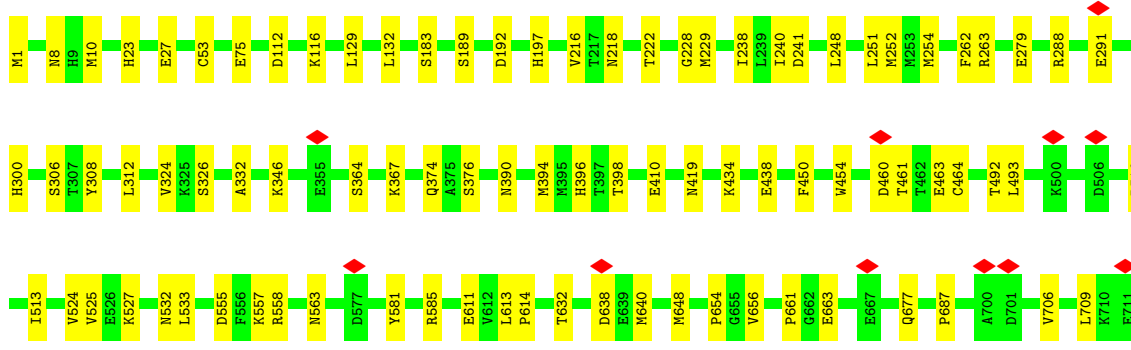 M1 N8 H9 M10 H23 E27 C53 E75 D112 K116 L129 L132 S183 S189 D192 H197 V216 T217 N218 T222 G228 M229 I238 L239 I240 D241 L248 L251 M252 M253 M254 F262 R263 E279 R288 E291
H300 S306 T307 Y308 L312 V324 K325 S326 A332 K346 E355 S364 K367 Q374 A375 S376 N390 M394 M395 H396 T397 T398 E410 N419 K434 E438 F450 W454 D460 T461 T462 E463 C464 T492 L493 K500 D506
I513 V524 V525 E526 K527 N532 L533 D555 F556 K557 R558 N563 D577 Y581 R585 E611 V612 L613 P614 T632 D638 E639 M640 M648 P654 G655 V656 P661 G662 E663 E667 Q677 P687 A700 D701 V706 L709 K710